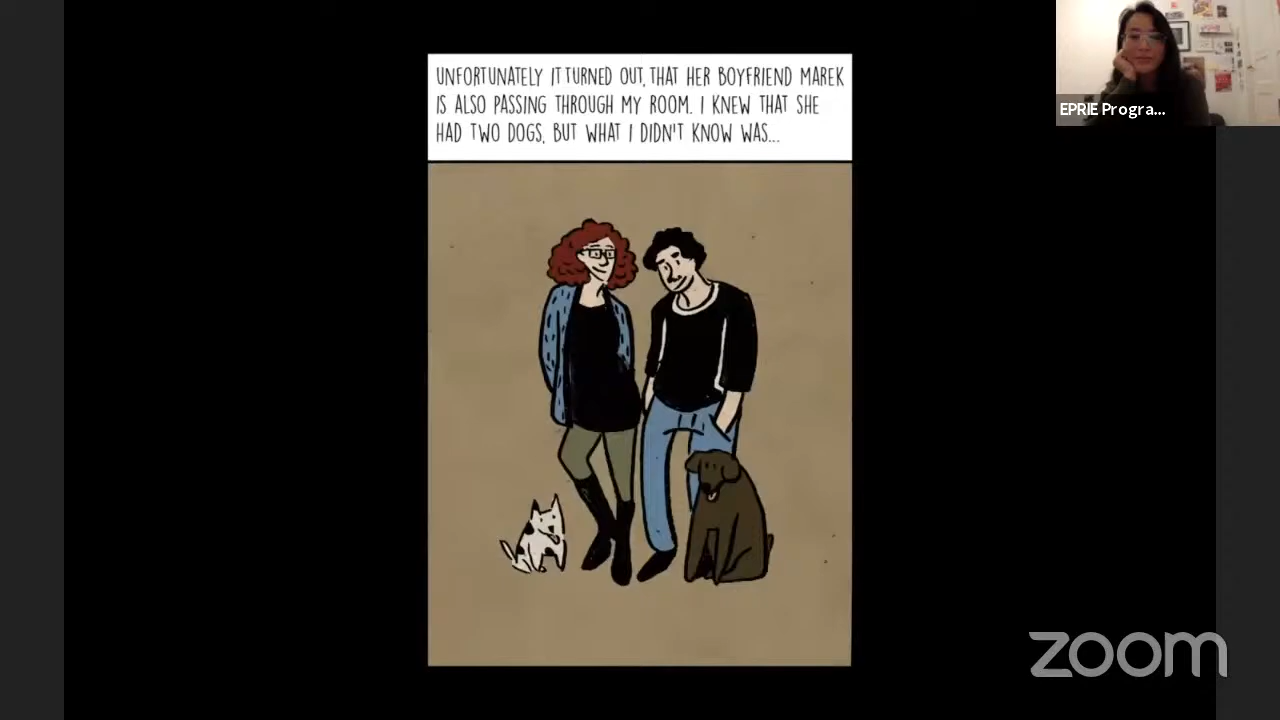 UNFORTUNATELY IT TURNED OUT, THAT HER BOYFRIEND MAREK
IS ALSO PASSING THROUGH MY ROOM. I KNEW THAT SHE
HAD TWO DOGS, BUT WHAT I DIDN'T KNOW WAS...
EPRIE Progra...
zoom